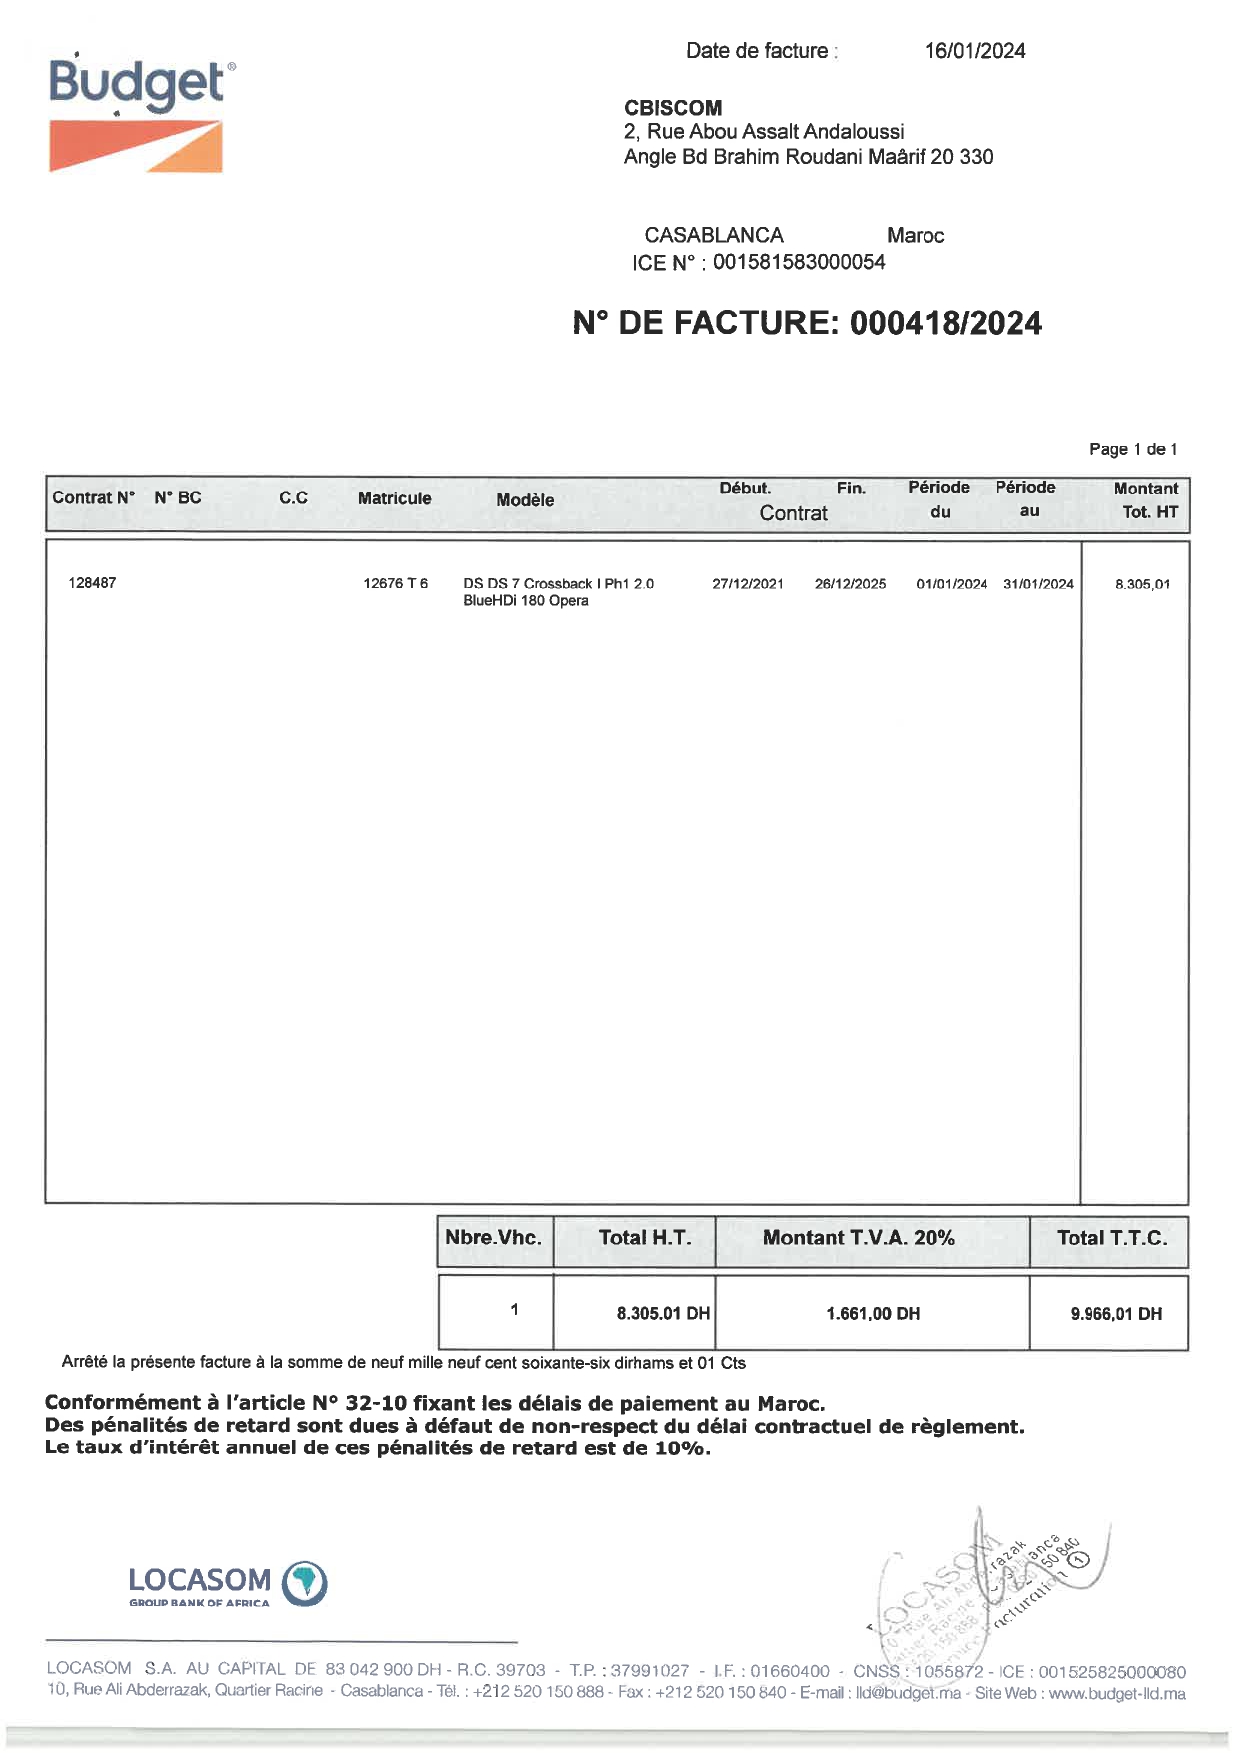 Budget®
Date de facture : 16/01/2024
CBISCOM
2, Rue Abou Assalt Andaloussi
Angle Bd Brahim Roudani Maârif 20 330
CASABLANCA Maroc
ICE N° : 001581583000054
N° DE FACTURE: 000418/2024
Page 1 de 1
Contrat N° N° BC C.C Matricule Modèle Début. Fin. Contrat Période du Période au Montant Tot. HT
128487 12676 T 6 DS DS 7 Crossback I Ph1 2.0 27/12/2021 26/12/2025 01/01/2024 31/01/2024 8.305,01
BlueHDi 180 Opera
Nbre.Vhc. Total H.T. Montant T.V.A. 20% Total T.T.C.
1 8.305.01 DH 1.661,00 DH 9.966,01 DH
Arrêté la présente facture à la somme de neuf mille neuf cent soixante-six dirhams et 01 Cts
Conformément à l'article N° 32-10 fixant les délais de paiement au Maroc.
Des pénalités de retard sont dues à défaut de non-respect du délai contractuel de règlement.
Le taux d'intérêt annuel de ces pénalités de retard est de 10%.
LOCASOM
GROUP BANK OF AFRICA
LOCASOM
Facturation 1
LOCASOM S.A. AU CAPITAL DE 83 042 900 DH - R.C. 39703 - T.P. : 37991027 - I.F. : 01660400 - CNSS : 1055872 - ICE : 001525825000080
10, Rue Ali Abderrazak, Quartier Racine - Casablanca - Tél. : +212 520 150 888 - Fax : +212 520 150 840 - E-mail : lld@budget.ma - Site Web : www.budget-lld.ma